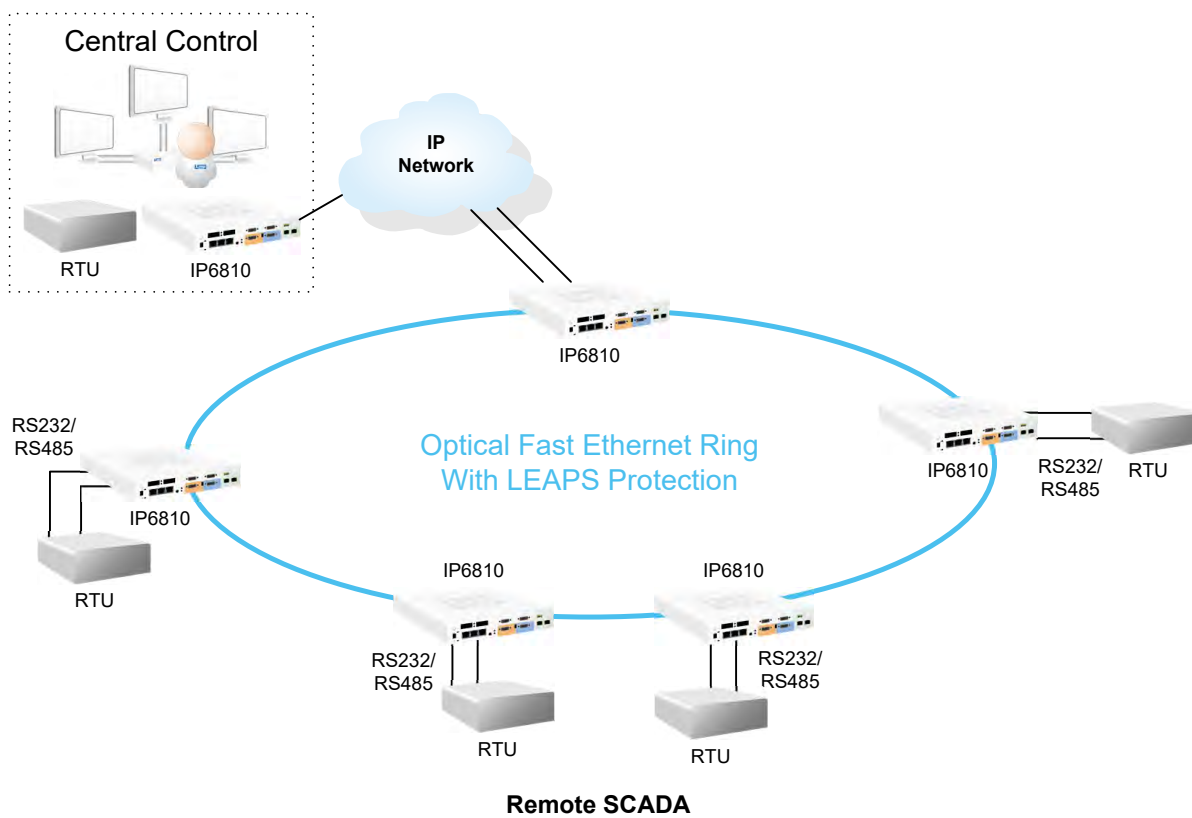 Central Control
IP
Network
RTU
IP6810
IP6810
RS232/
RS485
IP6810
RTU
Optical Fast Ethernet Ring
With LEAPS Protection
IP6810
RS232/
RS485
RTU
IP6810
RS232/
RS485
RTU
IP6810
RS232/
RS485
RTU
Remote SCADA